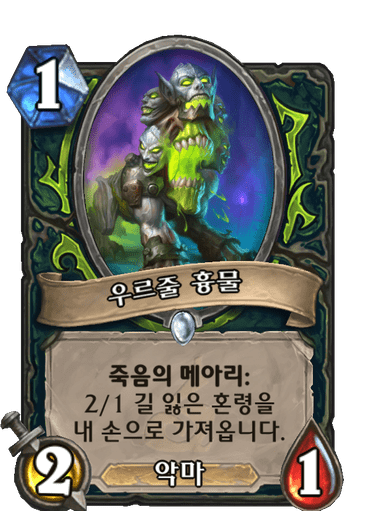 1
우르줄 흉물
죽음의 메아리:
2/1 길 잃은 혼령을
내 손으로 가져옵니다.
2
악마
1